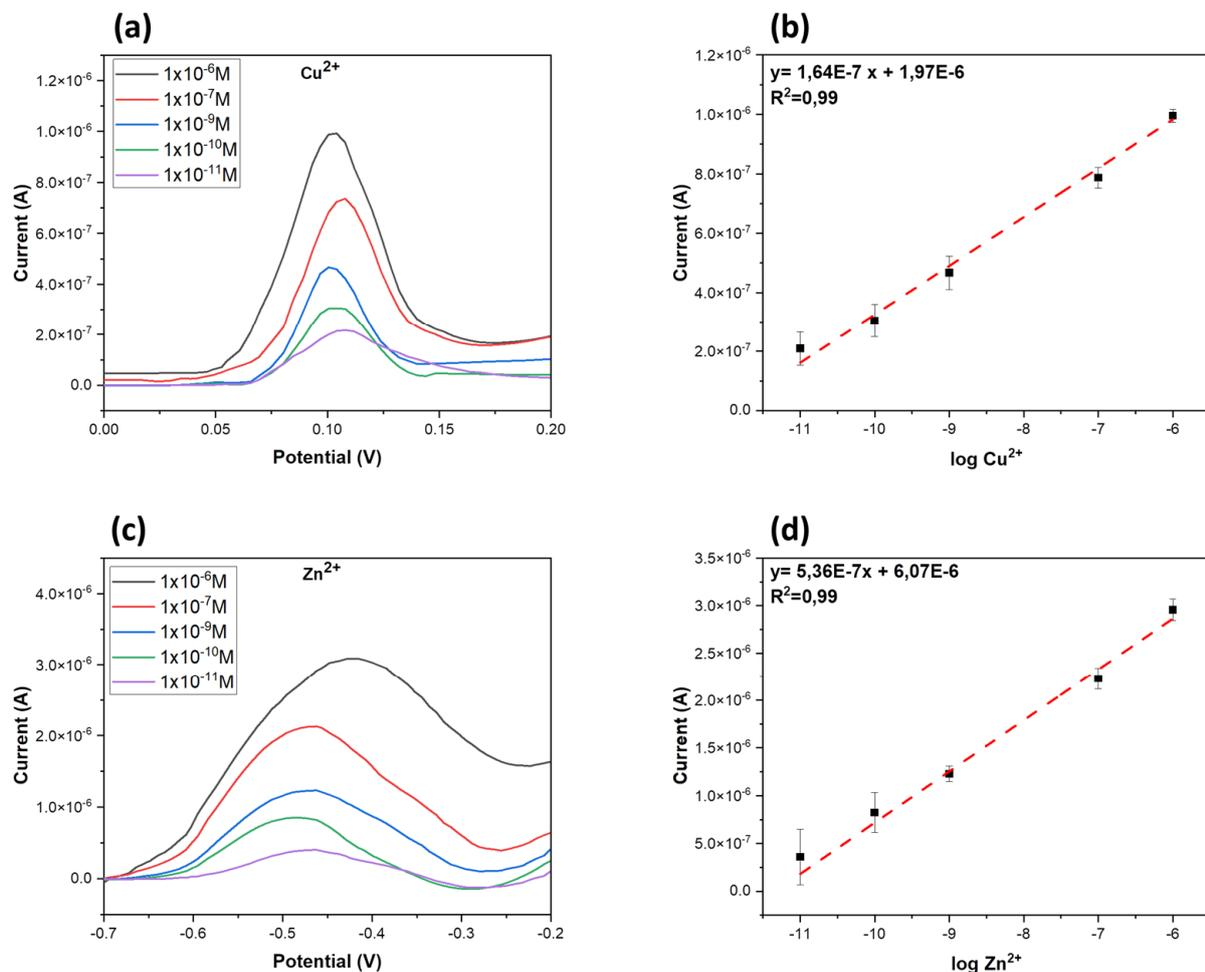 (a)
Cu²⁺
1x10⁻⁶M
1x10⁻⁷M
1x10⁻⁹M
1x10⁻¹⁰M
1x10⁻¹¹M
1.2×10⁻⁶
1.0×10⁻⁶
8.0×10⁻⁷
6.0×10⁻⁷
4.0×10⁻⁷
2.0×10⁻⁷
0.0
Current (A)
0.00 0.05 0.10 0.15 0.20
Potential (V)
(b)
y= 1,64E-7 x + 1,97E-6
R²=0,99
1.2×10⁻⁶
1.0×10⁻⁶
8.0×10⁻⁷
6.0×10⁻⁷
4.0×10⁻⁷
2.0×10⁻⁷
0.0
Current (A)
-11 -10 -9 -8 -7 -6
log Cu²⁺
(c)
Zn²⁺
1x10⁻⁶M
1x10⁻⁷M
1x10⁻⁹M
1x10⁻¹⁰M
1x10⁻¹¹M
4.0×10⁻⁶
3.0×10⁻⁶
2.0×10⁻⁶
1.0×10⁻⁶
0.0
Current (A)
-0.7 -0.6 -0.5 -0.4 -0.3 -0.2
Potential (V)
(d)
y= 5,36E-7x + 6,07E-6
R²=0,99
3.5×10⁻⁶
3.0×10⁻⁶
2.5×10⁻⁶
2.0×10⁻⁶
1.5×10⁻⁶
1.0×10⁻⁶
5.0×10⁻⁷
0.0
Current (A)
-11 -10 -9 -8 -7 -6
log Zn²⁺